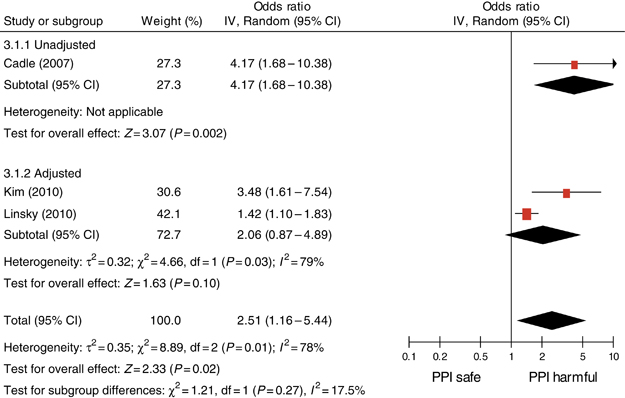 Odds ratio Odds ratio
Study or subgroup Weight (%) IV, Random (95% CI) IV, Random (95% CI)
3.1.1 Unadjusted
Cadle (2007) 27.3 4.17 (1.68–10.38)
Subtotal (95% CI) 27.3 4.17 (1.68–10.38)
Heterogeneity: Not applicable
Test for overall effect: Z=3.07 (P=0.002)
3.1.2 Adjusted
Kim (2010) 30.6 3.48 (1.61–7.54)
Linsky (2010) 42.1 1.42 (1.10–1.83)
Subtotal (95% CI) 72.7 2.06 (0.87–4.89)
Heterogeneity: τ²=0.32; χ²=4.66, df=1 (P=0.03); I²=79%
Test for overall effect: Z=1.63 (P=0.10)
Total (95% CI) 100.0 2.51 (1.16–5.44)
Heterogeneity: τ²=0.35; χ²=8.89, df=2 (P=0.01); I²=78%
0.1 0.2 0.5 1 2 5 10
Test for overall effect: Z=2.33 (P=0.02)
PPI safe PPI harmful
Test for subgroup differences: χ²=1.21, df=1 (P=0.27), I²=17.5%